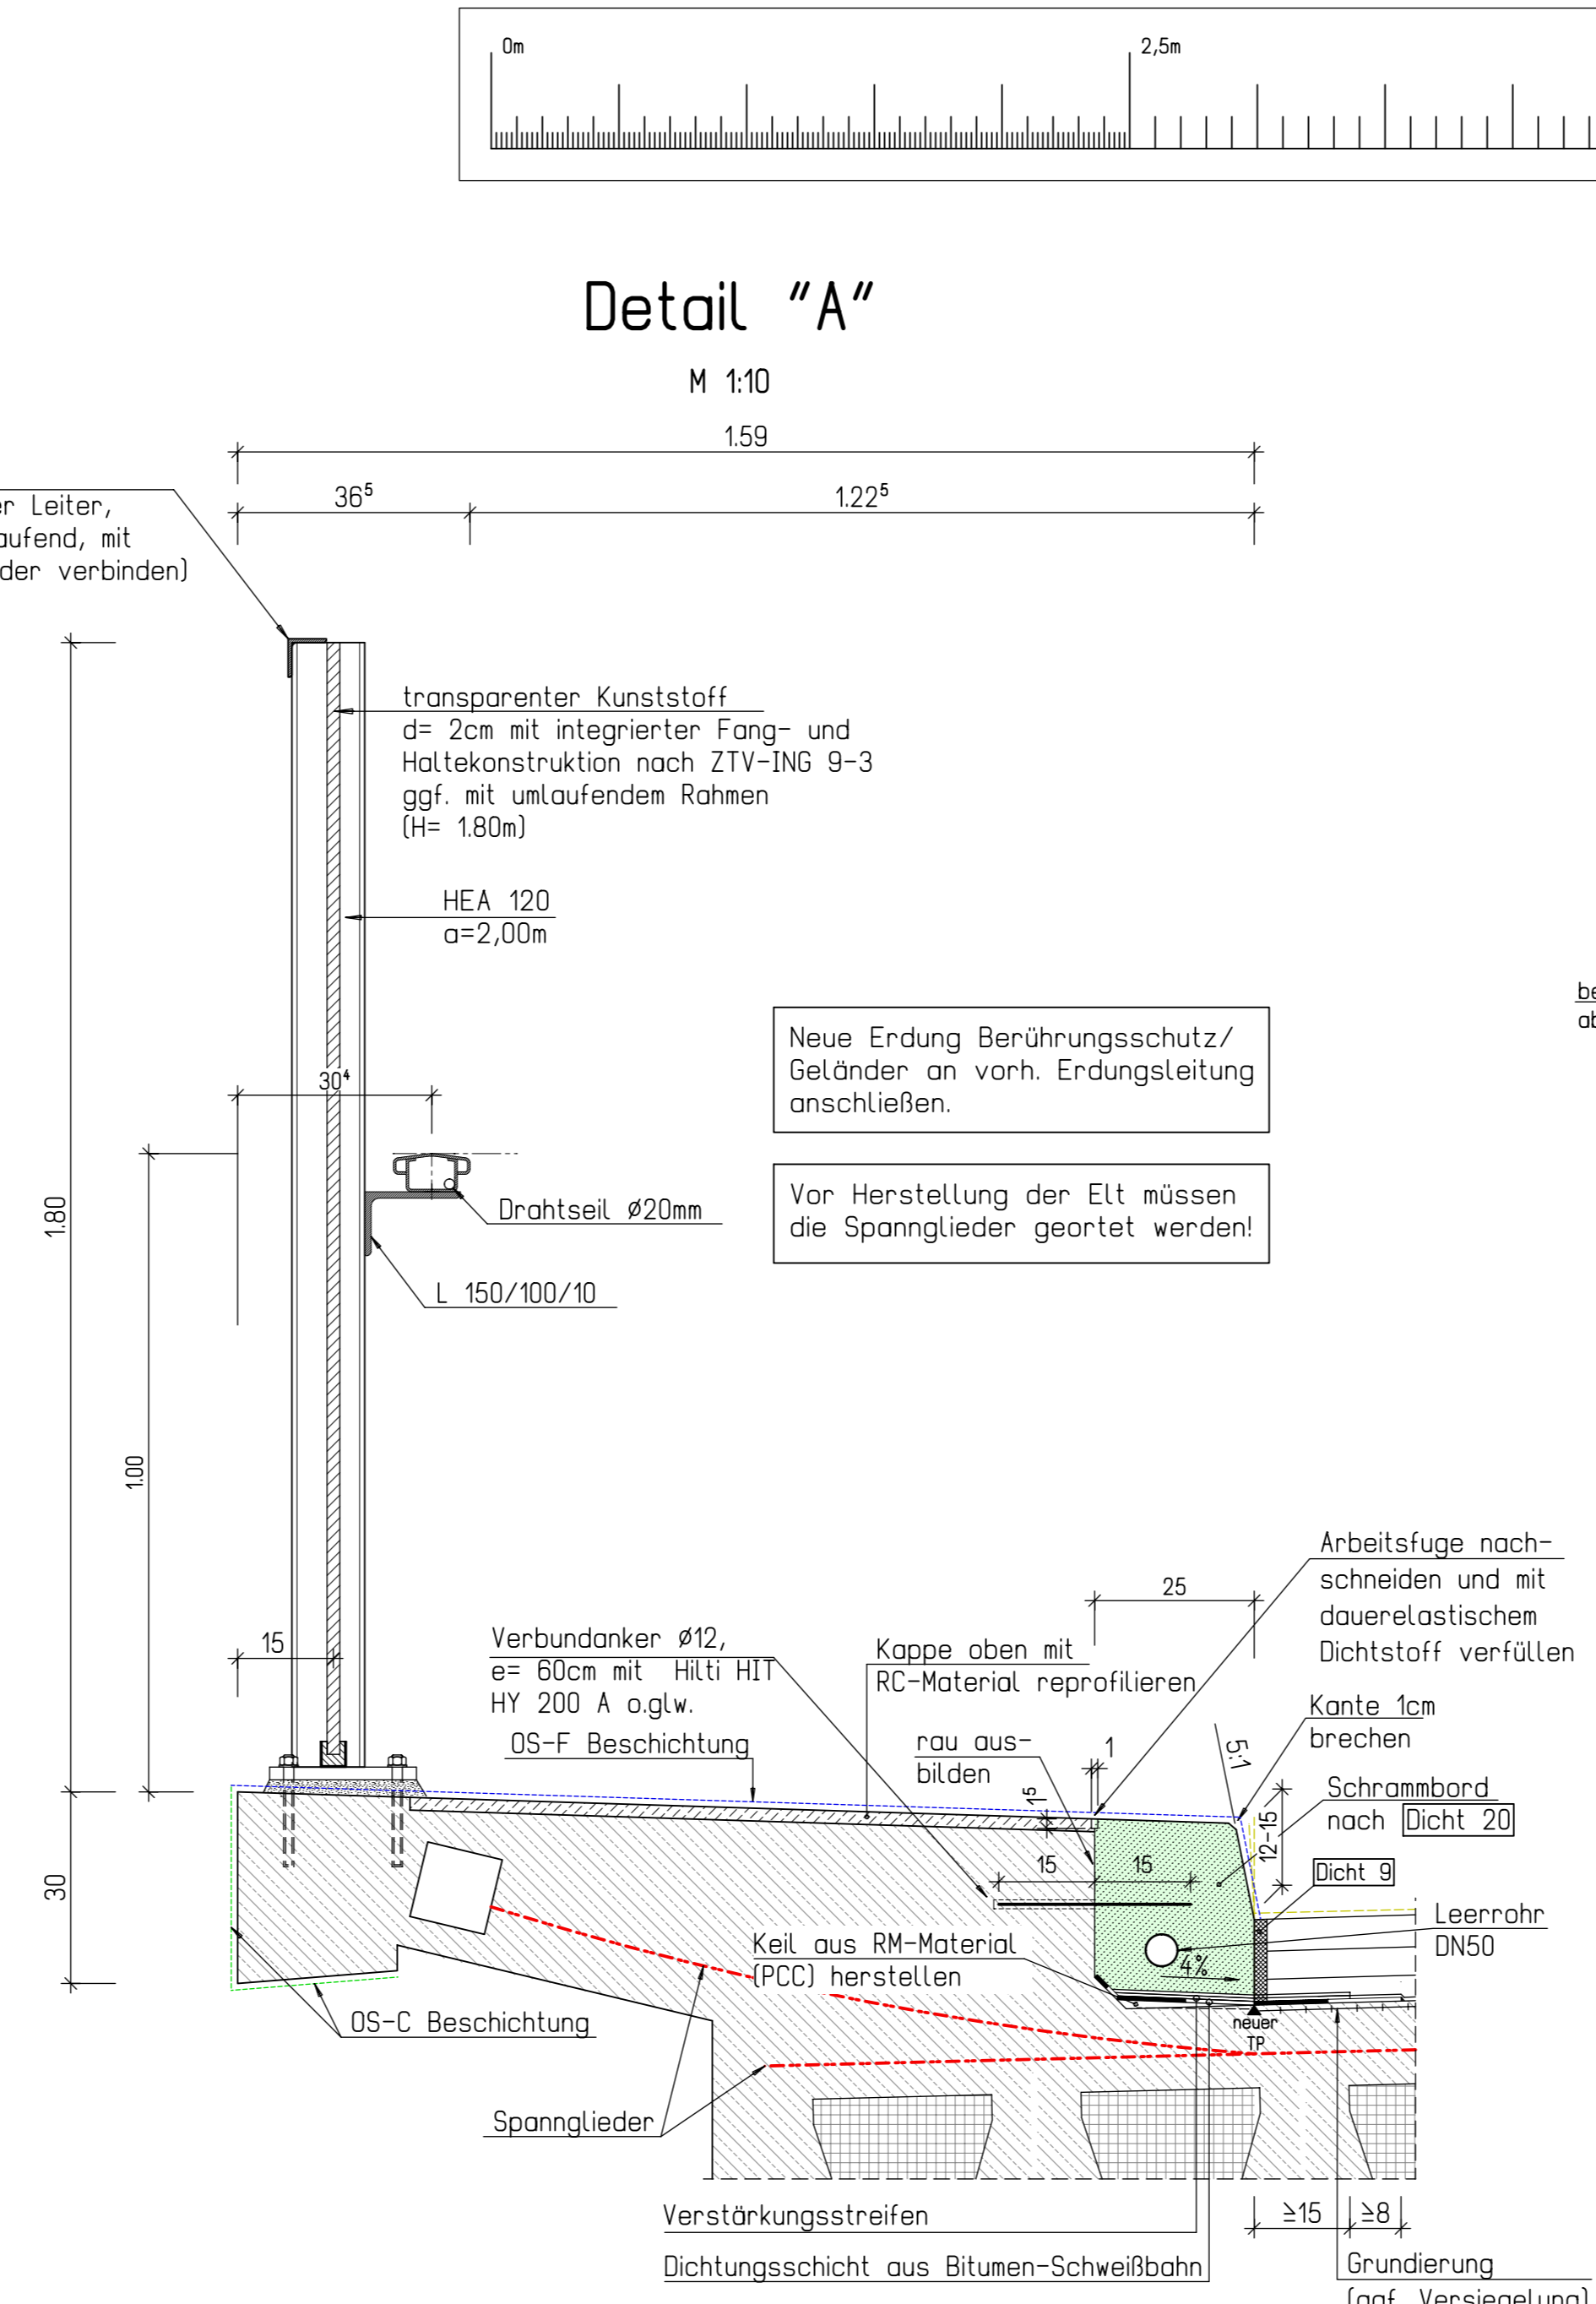 0m
2,5m
Detail "A"
M 1:10
1.59
36⁵
1.22⁵
er Leiter,
aufend, mit
der verbinden)
transparenter Kunststoff
d= 2cm mit integrierter Fang- und
Haltekonstruktion nach ZTV-ING 9-3
ggf. mit umlaufendem Rahmen
(H= 1.80m)
HEA 120
a=2,00m
be
ab
Neue Erdung Berührungsschutz/
Geländer an vorh. Erdungsleitung
anschließen.
30⁴
Vor Herstellung der Elt müssen
die Spannglieder geortet werden!
1.80
Drahtseil ⌀20mm
L 150/100/10
1.00
Arbeitsfuge nach-
schneiden und mit
dauerelastischem
Dichtstoff verfüllen
25
15
Verbundanker ⌀12,
e= 60cm mit Hilti HIT
HY 200 A o.glw.
Kappe oben mit
RC-Material reprofilieren
OS-F Beschichtung
rau aus-
bilden
1
1⁵
Kante 1cm
brechen
5:1
Schrammbord
nach Dicht 20
12-15
Dicht 9
15
15
30
Leerrohr
DN50
Keil aus RM-Material
(PCC) herstellen
4%
OS-C Beschichtung
neuer
TP
Spannglieder
Verstärkungsstreifen
≥15
≥8
Dichtungsschicht aus Bitumen-Schweißbahn
Grundierung
(ggf. Versiegelung)